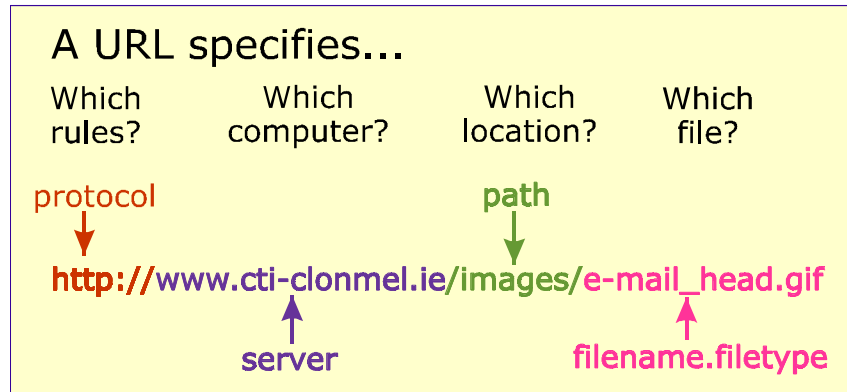 A URL specifies...
Which rules?
Which computer?
Which location?
Which file?
protocol
path
http://www.cti-clonmel.ie/images/e-mail_head.gif
server
filename.filetype